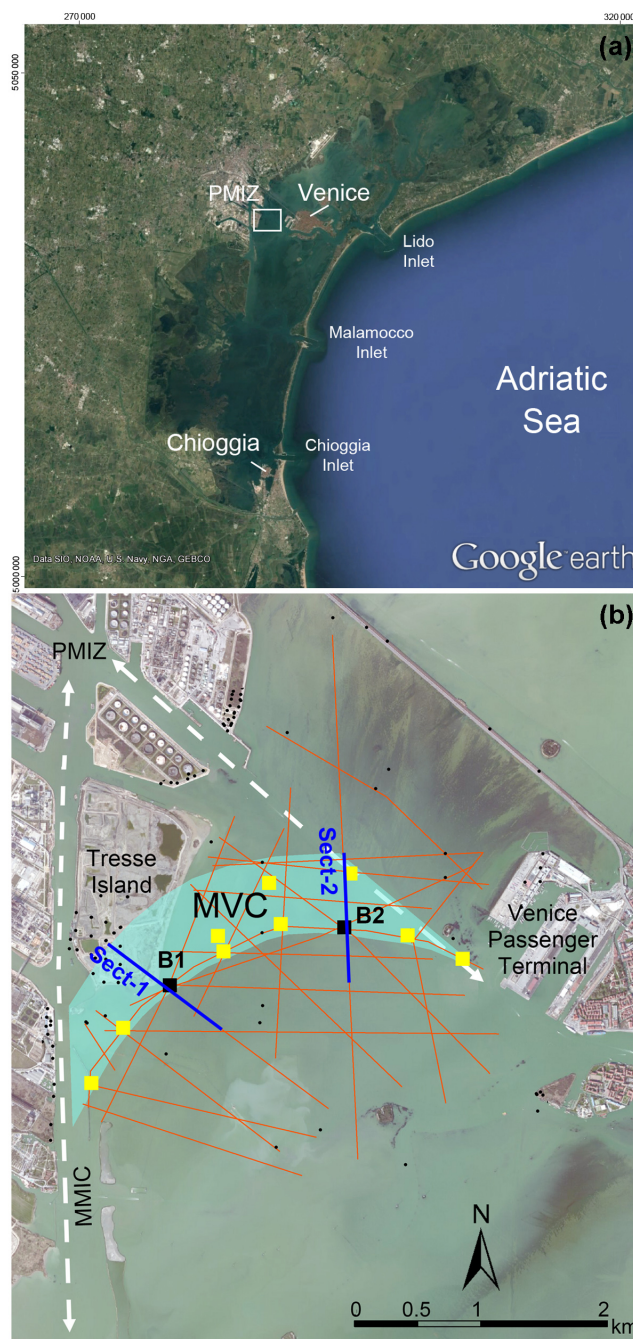 270 000
320 000
(a)
5 050 000
PMIZ
Venice
Lido
Inlet
Malamocco
Inlet
Adriatic
Sea
Chioggia
Chioggia
Inlet
Data SIO, NOAA, U.S. Navy, NGA, GEBCO
Google earth
5 000 000
(b)
PMIZ
Tresse
Island
MVC
Sect-2
B2
Venice
Passenger
Terminal
B1
Sect-1
MMIC
N
0 0.5 1 2
km